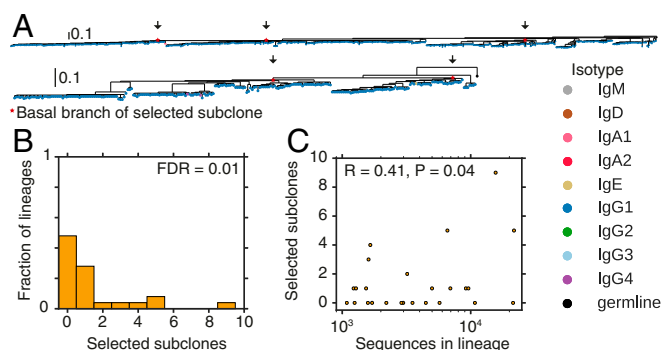 A
0.1
0.1
*Basal branch of selected subclone
Isotype
IgM
IgD
IgA1
IgA2
IgE
IgG1
IgG2
IgG3
IgG4
germline
B
FDR = 0.01
Fraction of lineages
1
0
0 2 4 6 8 10
Selected subclones
C
R = 0.41, P = 0.04
Selected subclones
10
8
6
4
2
0
10³ 10⁴
Sequences in lineage